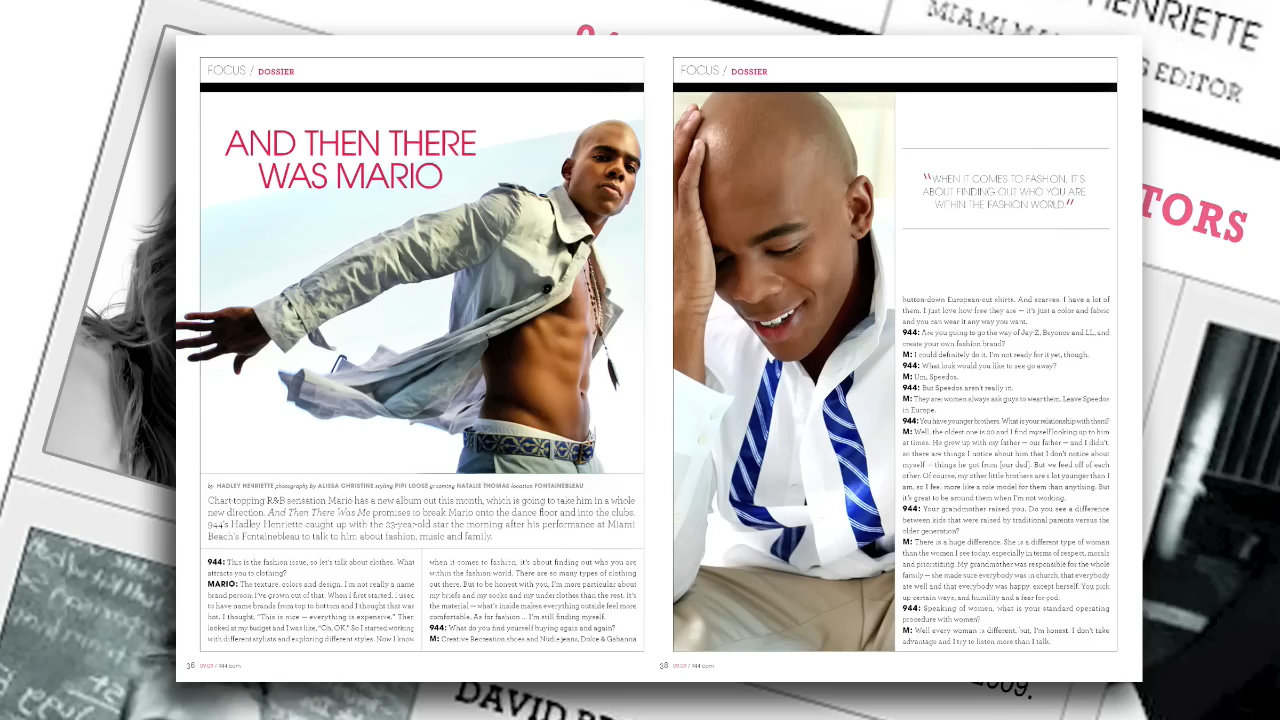 HENRIETTE
MIAMI
EDITOR
TORS
FOCUS / DOSSIER
AND THEN THERE
WAS MARIO
by HADLEY HENRIETTE photography by ALISSA CHRISTINE styling PIPI LOOSE grooming NATALIE THOMAS location FONTAINEBLEAU
Chart-topping R&B sensation Mario has a new album out this month, which is going to take him in a whole
new direction. And Then There Was Me promises to break Mario onto the dance floor and into the clubs.
944's Hadley Henriette caught up with the 23-year-old star the morning after his performance at Miami
Beach's Fontainebleau to talk to him about fashion, music and family.
944: This is the fashion issue, so let's talk about clothes. What
attracts you to clothing?
MARIO: The texture, colors and design. I'm not really a name
brand person. I've been through that. Whatever is hot. I used
to have name brands from top to bottom and I thought that was
hot. I thought, "This is nice — everything is expensive." Then I
looked at my budget and I was like, "Oh, OK." So I started working
with different stylists and exploring different styles. Now I know
when it comes to fashion, it's about finding out who you are
within the fashion world. There are so many types of clothing
out there. But to be honest with you, I'm more particular about
my briefs and my socks and my underclothes than the rest. It's
the material — what's inside makes everything outside feel more
comfortable. As far as fashion ... I'm still finding myself.
944: What do you find yourself buying again and again?
M: Creative Recreation shoes and Nudie jeans, Dolce & Gabanna
36 09.09 / 944.com
FOCUS / DOSSIER
"WHEN IT COMES TO FASHION, IT'S
ABOUT FINDING OUT WHO YOU ARE
WITHIN THE FASHION WORLD."
button-down European-cut shirts. And scarves. I have a lot of
them. I just love how free they are — it's just a color and fabric
and you can wear it any way you want.
944: Are you going to go the way of Jay-Z, Beyonce and LL, and
create your own fashion brand?
M: I could definitely do it. I'm not ready for it yet, though.
944: What look would you like to see go away?
M: Um, Speedos.
944: But Speedos aren't really in.
M: They are; women always ask guys to wear them. Leave Speedos
in Europe.
944: You have younger brothers. What is your relationship with them?
M: Well, the oldest one is 20 and I find myself looking up to him
at times. He grew up with my father — our father — and I didn't,
so there are things I notice about him that I don't notice about
myself — things he got from [our dad]. But we feed off of each
other. Of course, my other little brothers are a lot younger than I
am, so I feel more like a role model for them than anything. But
it's great to be around them when I'm not working.
944: Your grandmother raised you. Do you see a difference
between kids that were raised by traditional parents versus the
older generation?
M: There is a huge difference. She is a different type of woman
than the women I see today, especially in terms of respect, morals
and prioritizing. My grandmother was responsible for the whole
family — she made sure everybody was in church, that everybody
ate well and that everybody was happy, except herself. You pick
up certain ways, and humility and a fear for god.
944: Speaking of women, what is your standard operating
procedure with women?
M: Well every woman is different, but, I'm honest. I don't take
advantage and I try to listen more than I talk.
38 09.09 / 944.com
DAVID
2009.